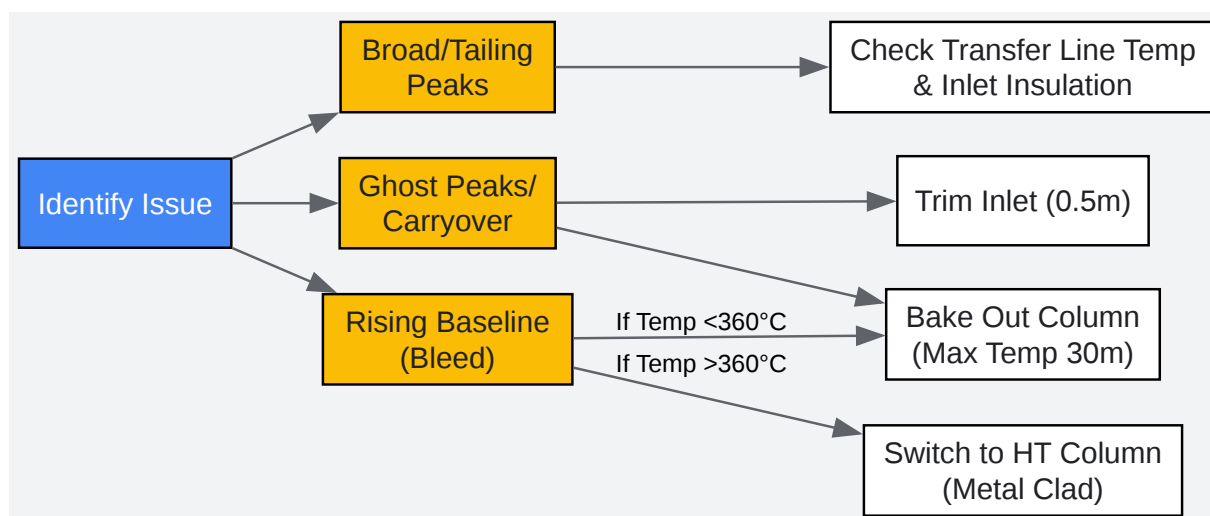 Broad/Tailing
Peaks
Check Transfer Line Temp
& Inlet Insulation
Identify Issue
Ghost Peaks/
Carryover
Trim Inlet (0.5m)
Rising Baseline
(Bleed)
If Temp <360°C
If Temp >360°C
Bake Out Column
(Max Temp 30m)
Switch to HT Column
(Metal Clad)